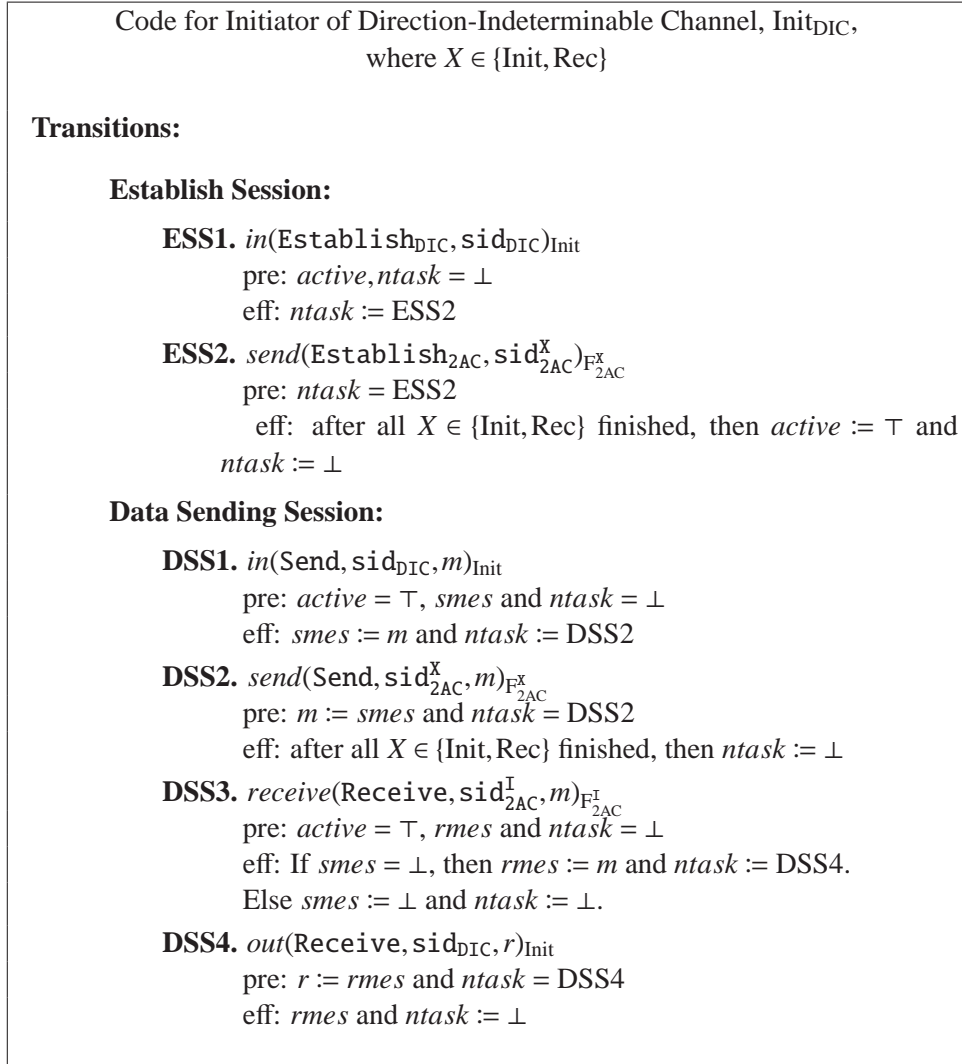 Code for Initiator of Direction-Indeterminable Channel, Init_DIC,
where X ∈ {Init, Rec}
Transitions:
Establish Session:
ESS1. in(Establish_DIC, sid_DIC)_Init
pre: active, ntask = ⊥
eff: ntask := ESS2
ESS2. send(Establish_2AC, sid^X_2AC)_F^X_2AC
pre: ntask = ESS2
eff: after all X ∈ {Init, Rec} finished, then active := ⊤ and
ntask := ⊥
Data Sending Session:
DSS1. in(Send, sid_DIC, m)_Init
pre: active = ⊤, smes and ntask = ⊥
eff: smes := m and ntask := DSS2
DSS2. send(Send, sid^X_2AC, m)_F^X_2AC
pre: m := smes and ntask = DSS2
eff: after all X ∈ {Init, Rec} finished, then ntask := ⊥
DSS3. receive(Receive, sid^I_2AC, m)_F^I_2AC
pre: active = ⊤, rmes and ntask = ⊥
eff: If smes = ⊥, then rmes := m and ntask := DSS4.
Else smes := ⊥ and ntask := ⊥.
DSS4. out(Receive, sid_DIC, r)_Init
pre: r := rmes and ntask = DSS4
eff: rmes and ntask := ⊥